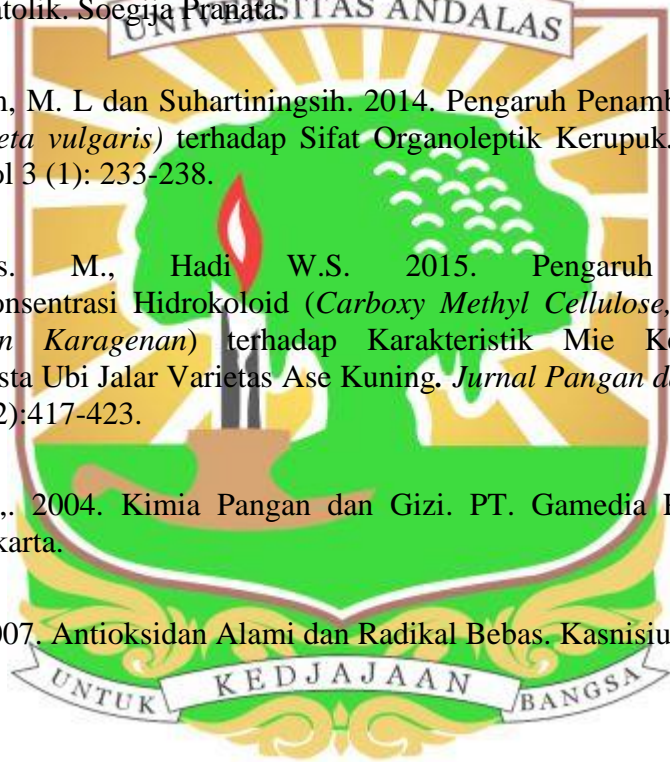 atolik. Soegija Pranata.
UNIVERSITAS ANDALAS
, M. L dan Suhartiningsih. 2014. Pengaruh Penamb
eta vulgaris) terhadap Sifat Organoleptik Kerupuk.
ol 3 (1): 233-238.
s. M., Hadi W.S. 2015. Pengaruh
onsentrasi Hidrokoloid (Carboxy Methyl Cellulose,
n Karagenan) terhadap Karakteristik Mie Ke
sta Ubi Jalar Varietas Ase Kuning. Jurnal Pangan d
2):417-423.
,. 2004. Kimia Pangan dan Gizi. PT. Gamedia
karta.
007. Antioksidan Alami dan Radikal Bebas. Kasnisiu
UNTUK KEDJAJAAN BANGSA